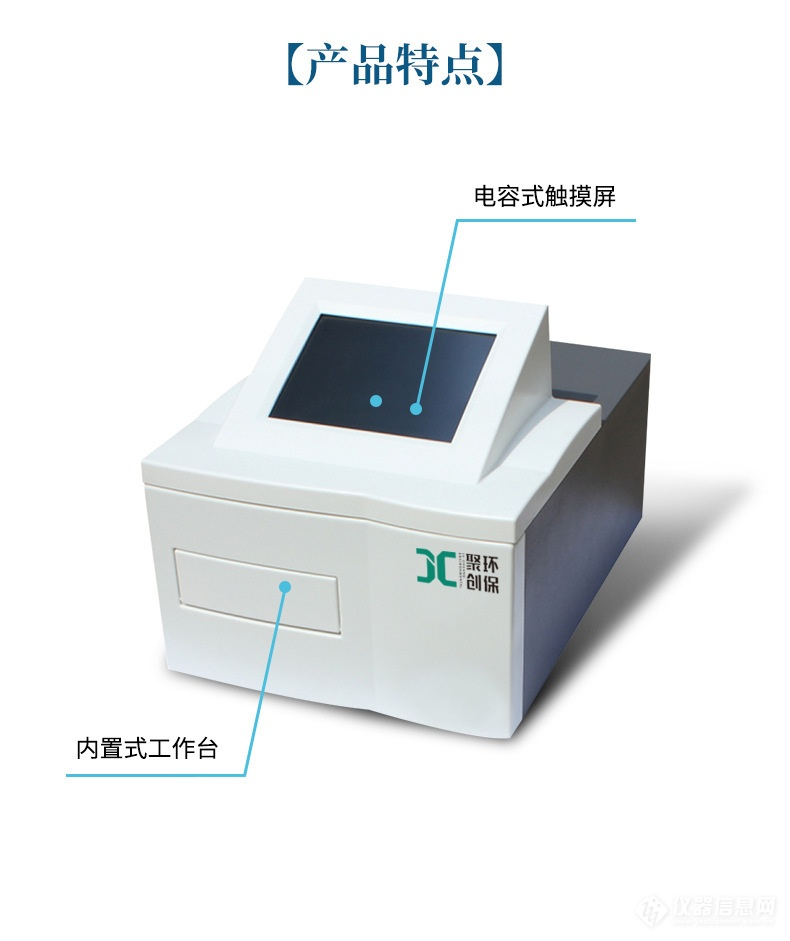 【产品特点】
电容式触摸屏
聚环
创保
内置式工作台
仪器信息网